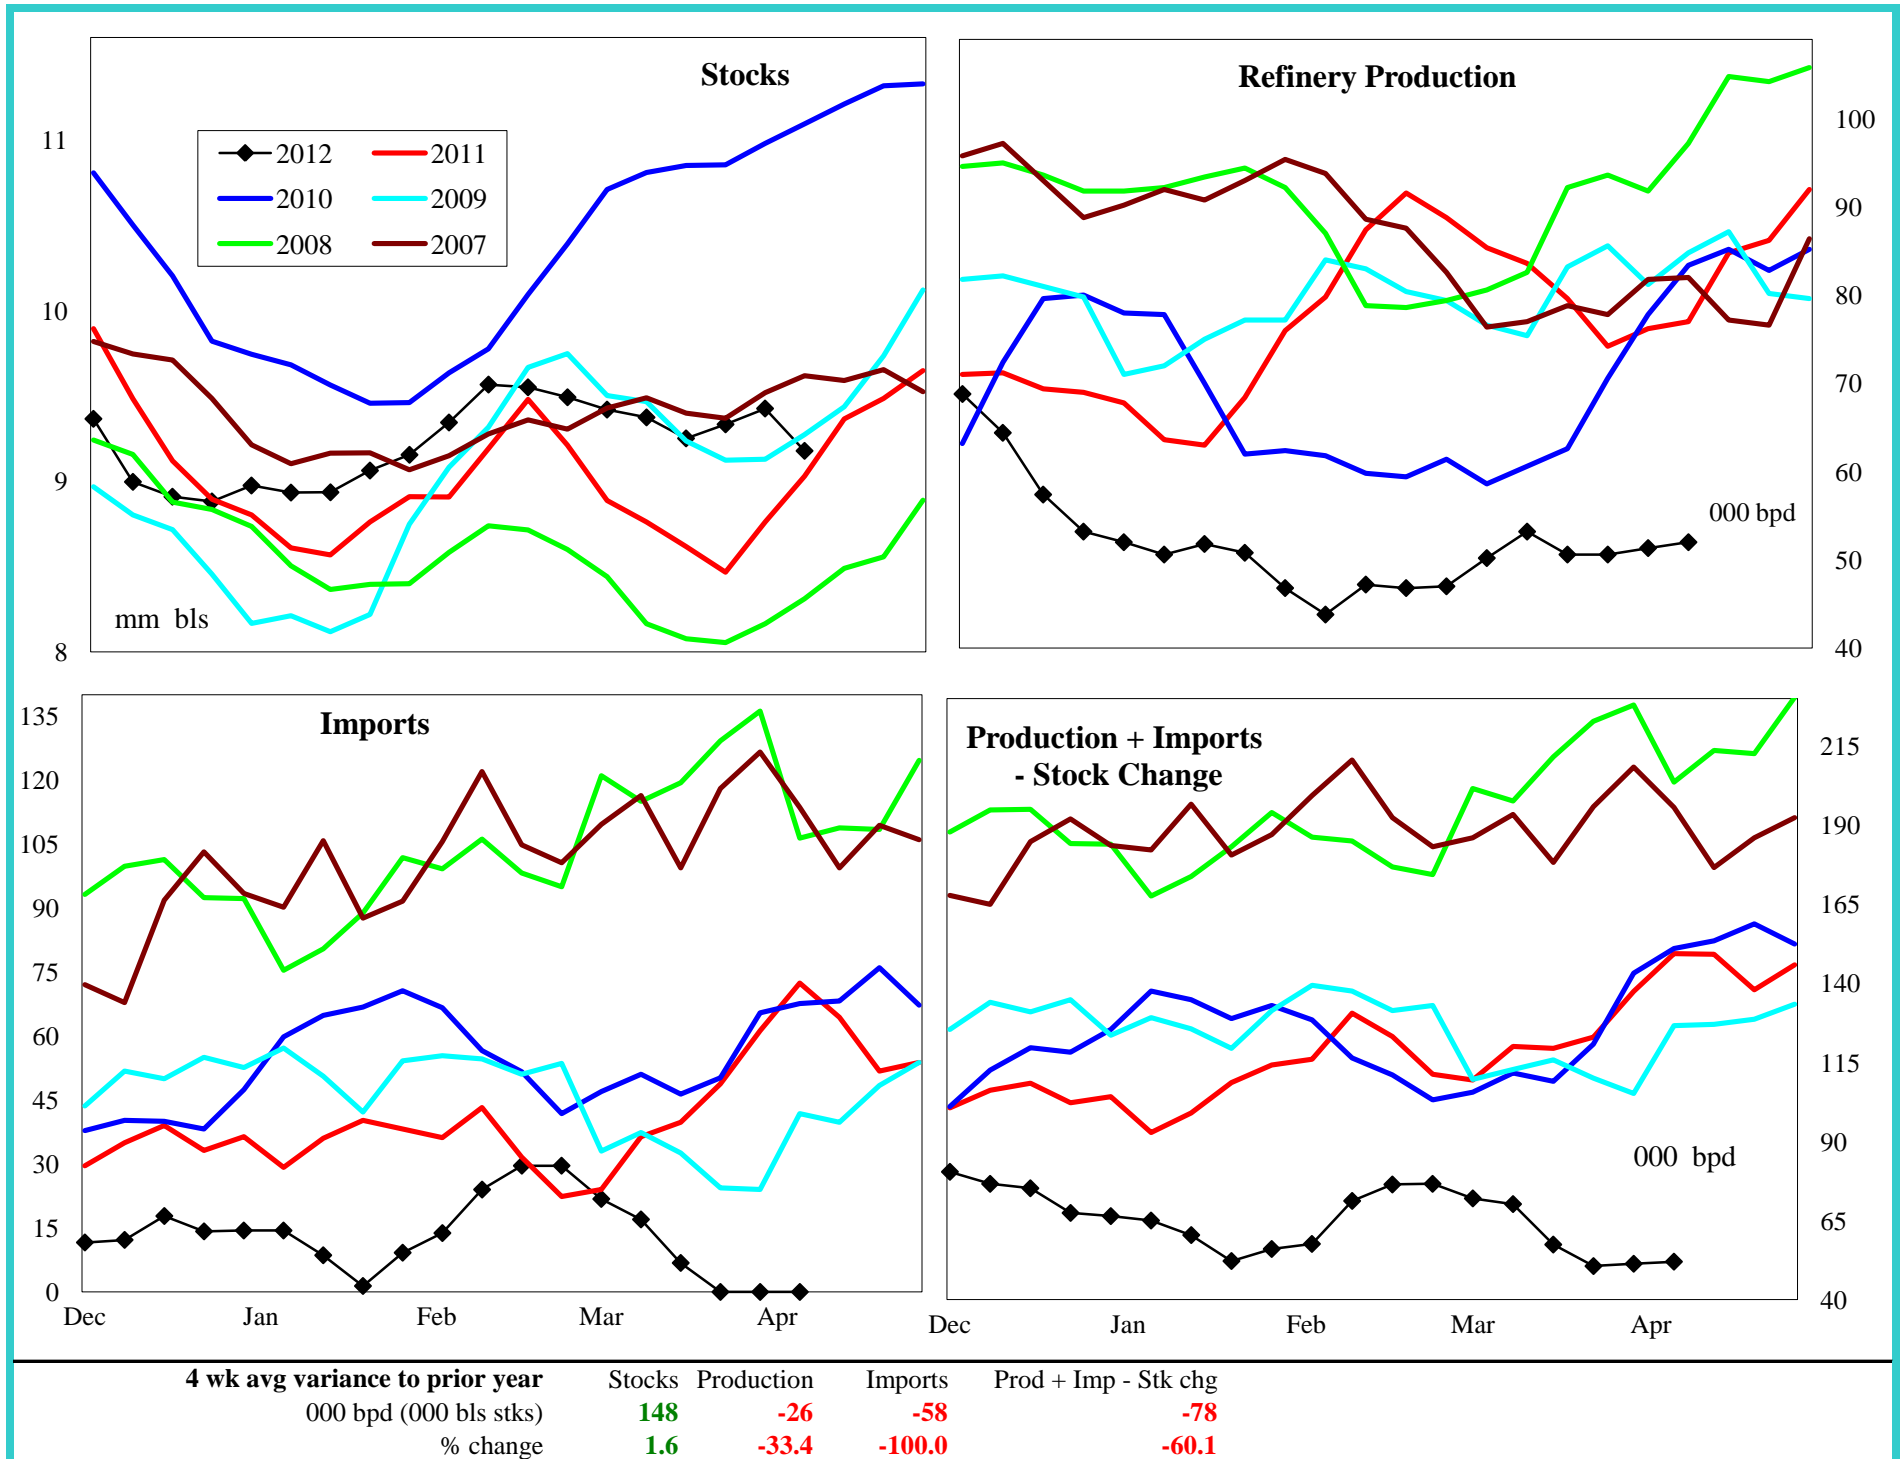 Stocks
11
10
9
8
2012 2011
2010 2009
2008 2007
mm bls
Refinery Production
100
90
80
70
60
50
40
000 bpd
Imports
135
120
105
90
75
60
45
30
15
0
Dec Jan Feb Mar Apr
Production + Imports
- Stock Change
215
190
165
140
115
90
65
40
000 bpd
Dec Jan Feb Mar Apr
4 wk avg variance to prior year Stocks Production Imports Prod + Imp - Stk chg
000 bpd (000 bls stks) 148 -26 -58 -78
% change 1.6 -33.4 -100.0 -60.1